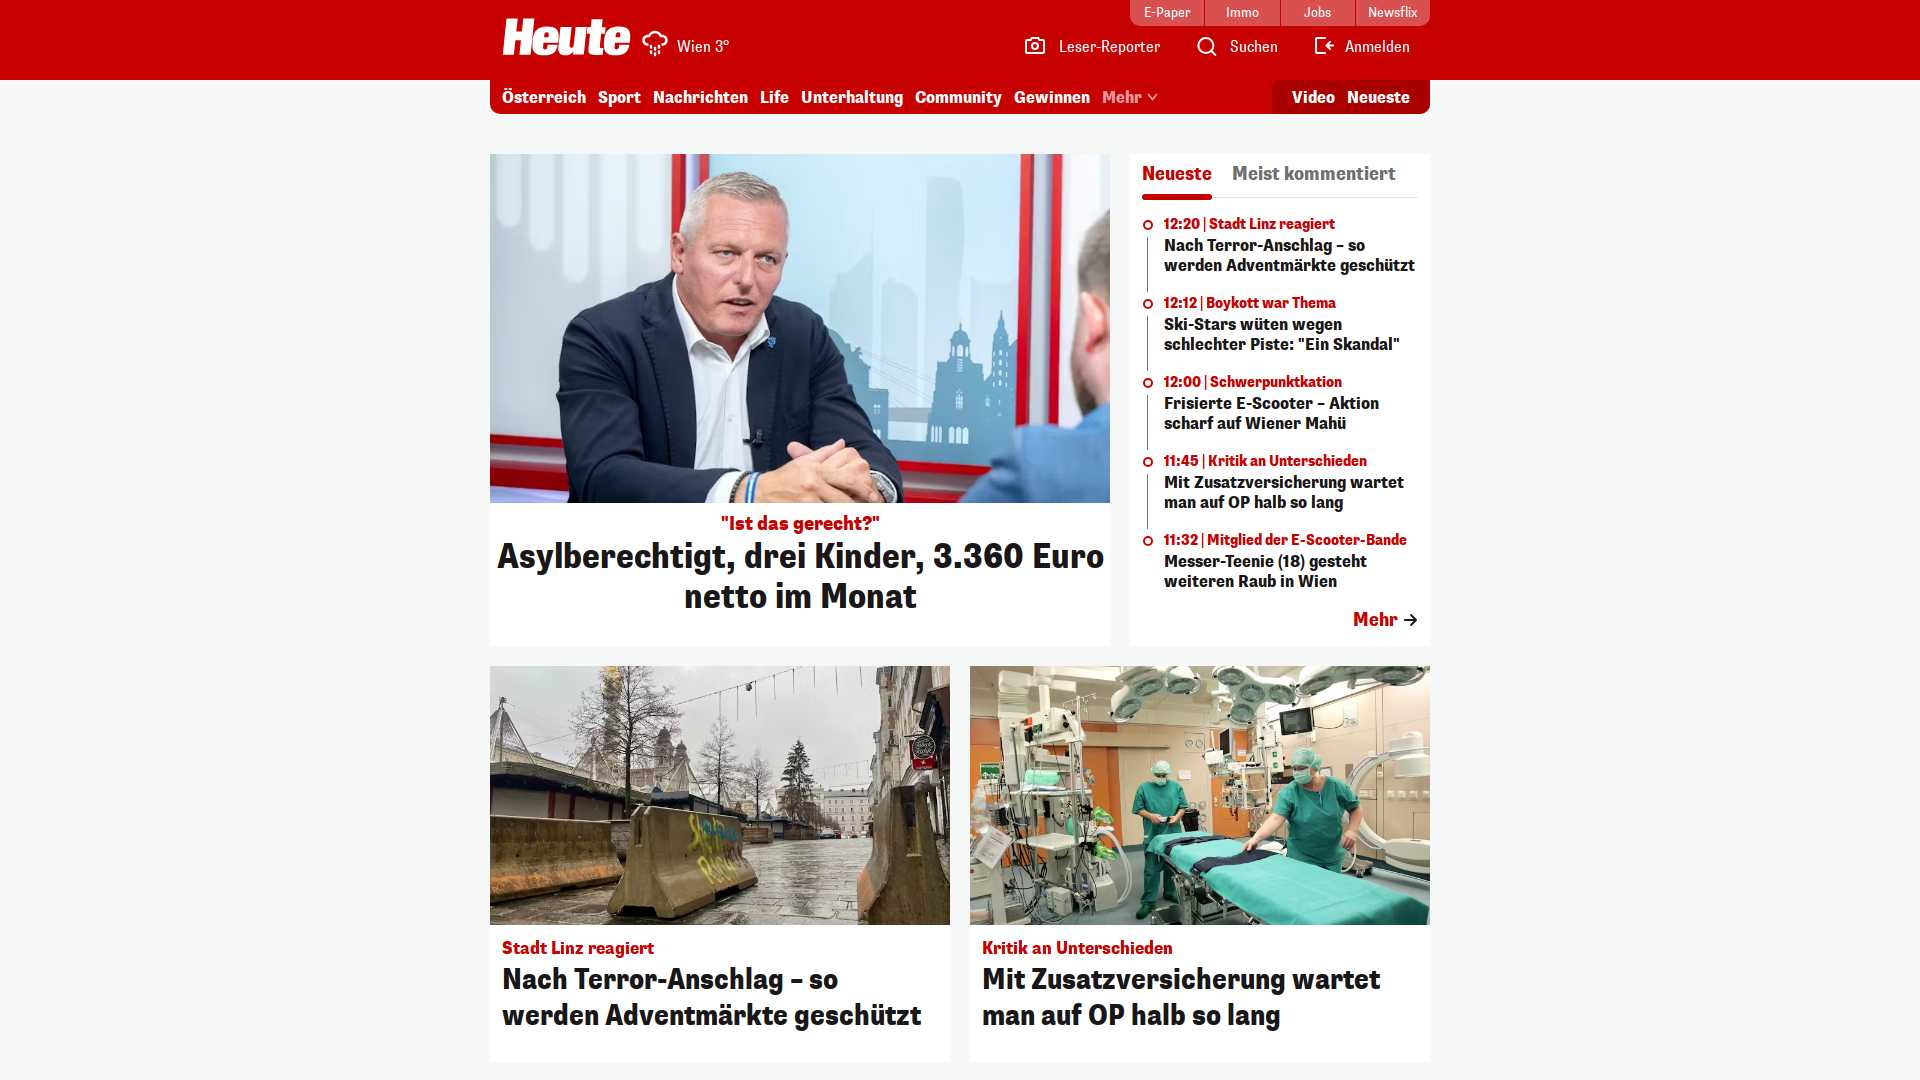 E-Paper
Immo
Jobs
Newsflix
Heute
Wien 3°
Leser-Reporter
Suchen
Anmelden
Österreich
Sport
Nachrichten
Life
Unterhaltung
Community
Gewinnen
Mehr
Video
Neueste
"Ist das gerecht?"
Asylberechtigt, drei Kinder, 3.360 Euro
netto im Monat
Neueste
Meist kommentiert
12:20 | Stadt Linz reagiert
Nach Terror-Anschlag – so
werden Adventmärkte geschützt
12:12 | Boykott war Thema
Ski-Stars wüten wegen
schlechter Piste: "Ein Skandal"
12:00 | Schwerpunktkation
Frisierte E-Scooter – Aktion
scharf auf Wiener Mahü
11:45 | Kritik an Unterschieden
Mit Zusatzversicherung wartet
man auf OP halb so lang
11:32 | Mitglied der E-Scooter-Bande
Messer-Teenie (18) gesteht
weiteren Raub in Wien
Mehr
Stadt Linz reagiert
Nach Terror-Anschlag – so
werden Adventmärkte geschützt
Kritik an Unterschieden
Mit Zusatzversicherung wartet
man auf OP halb so lang